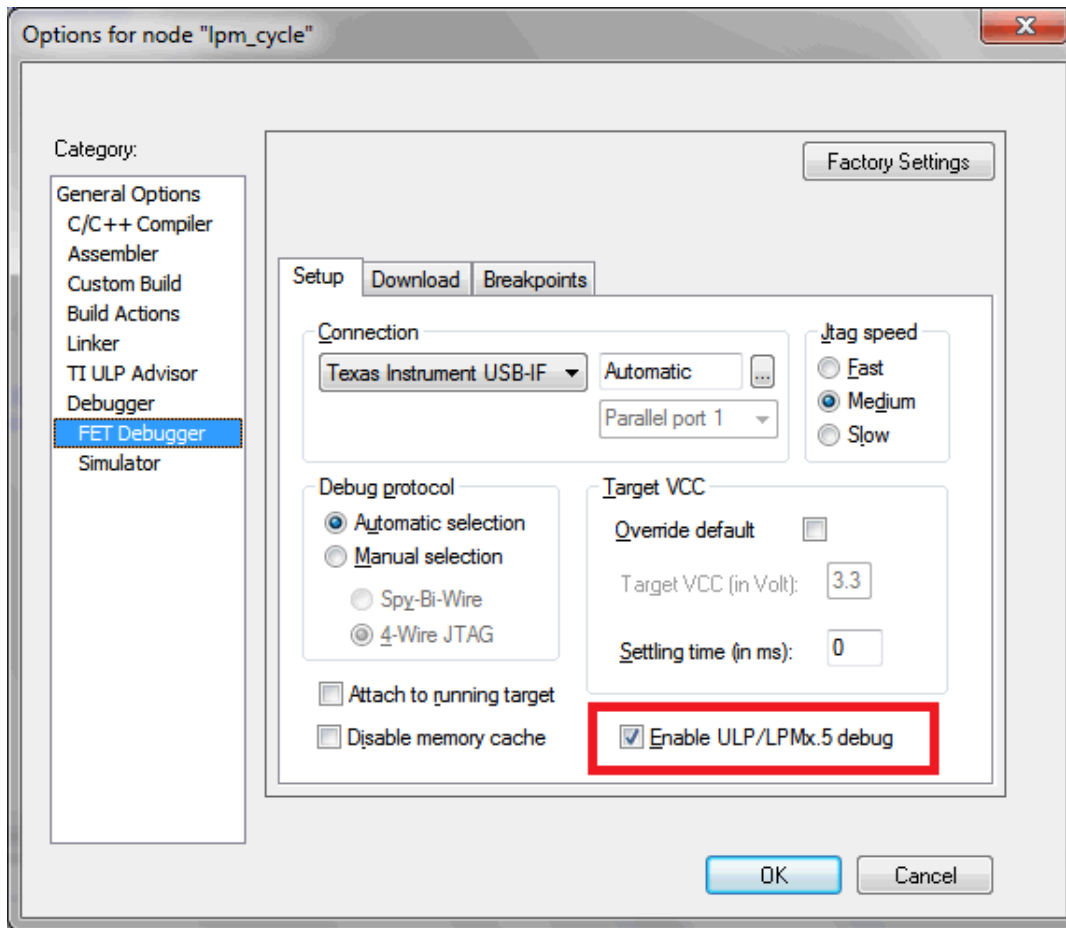 Options for node "lpm_cycle"
X
Category:
Factory Settings
General Options
C/C++ Compiler
Assembler
Custom Build
Build Actions
Linker
TI ULP Advisor
Debugger
FET Debugger
Simulator
Setup
Download
Breakpoints
Connection
Texas Instrument USB-IF
Automatic
...
Parallel port 1
Jtag speed
Fast
Medium
Slow
Debug protocol
Automatic selection
Manual selection
Spy-Bi-Wire
4-Wire JTAG
Target VCC
Override default
Target VCC (in Volt): 3.3
Settling time (in ms): 0
Attach to running target
Disable memory cache
Enable ULP/LPMx.5 debug
OK
Cancel